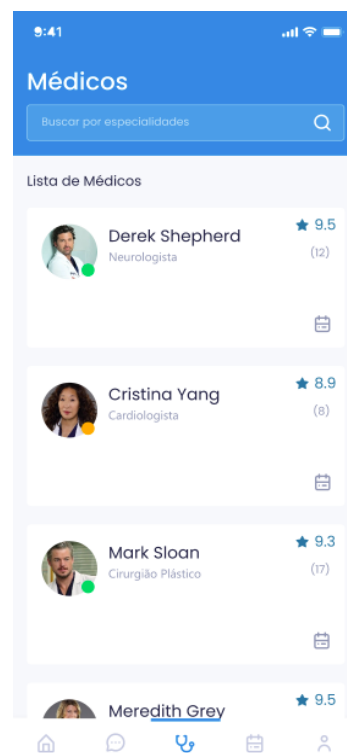 9:41
Médicos
Buscar por especialidades
Lista de Médicos
Derek Shepherd
Neurologista
9.5
(12)
Cristina Yang
Cardiologista
8.9
(8)
Mark Sloan
Cirurgião Plástico
9.3
(17)
Meredith Grey
9.5